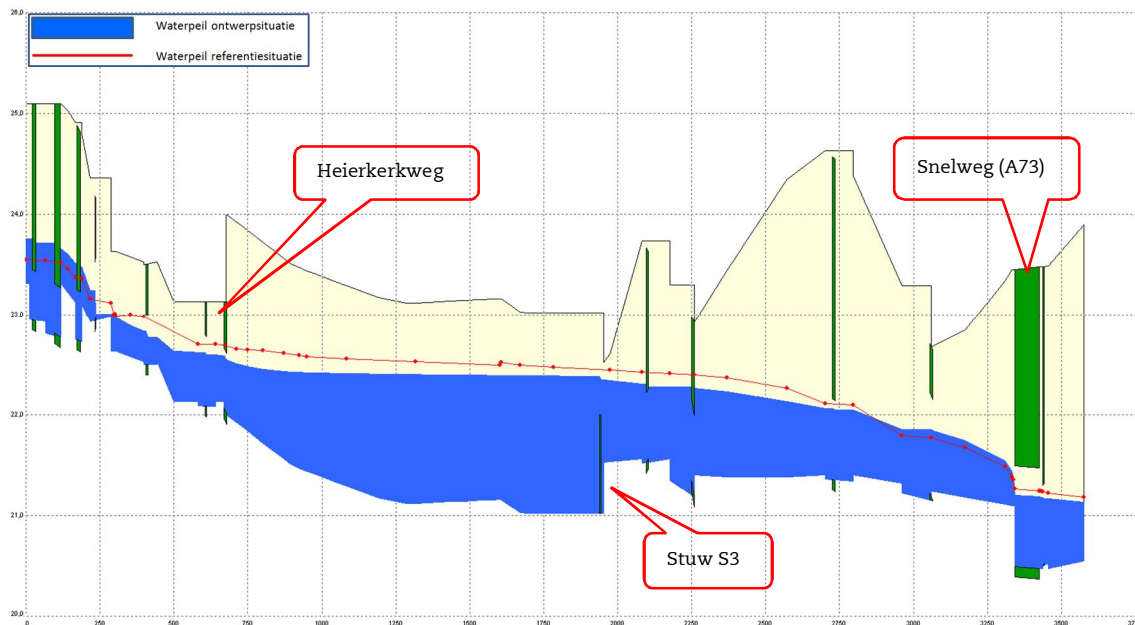 26,0
Waterpeil ontwerpsituatie
Waterpeil referentiesituatie
25,0
Heierkerkweg
Snelweg (A73)
24,0
23,0
22,0
21,0
Stuw S3
20,0
0 250 500 750 1000 1250 1500 1750 2000 2250 2500 2750 3000 3250 3500